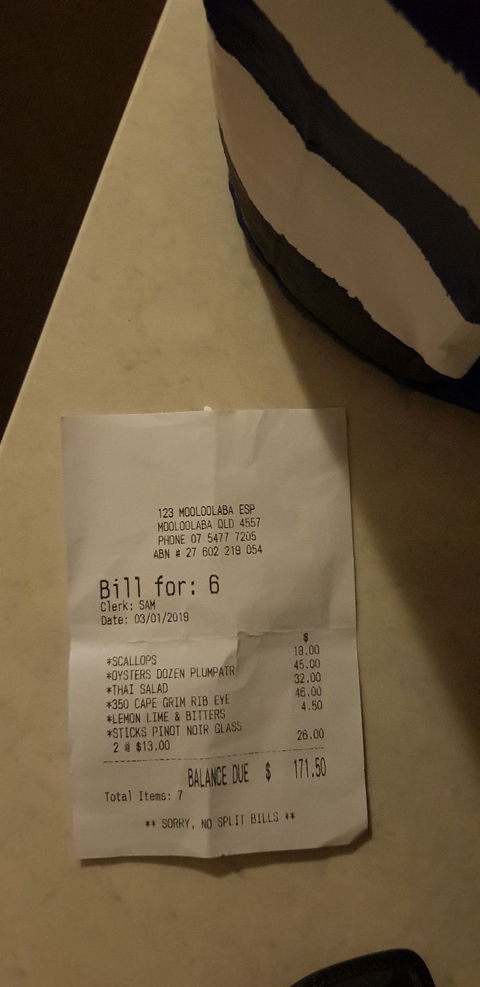 123 MOOLOOLABA ESP
MOOLOOLABA QLD 4557
PHONE 07 5477 7205
ABN # 27 602 219 054
Bill for: 6
Clerk: SAM
Date: 03/01/2019
$
*SCALLOPS 18.00
*OYSTERS DOZEN PLUMPATR 45.00
*THAI SALAD 32.00
*350 CAPE GRIM RIB EYE 46.00
*LEMON LIME & BITTERS 4.50
*STICKS PINOT NOIR GLASS
2 @ $13.00 26.00
BALANCE DUE $ 171.50
Total Items: 7
** SORRY, NO SPLIT BILLS **